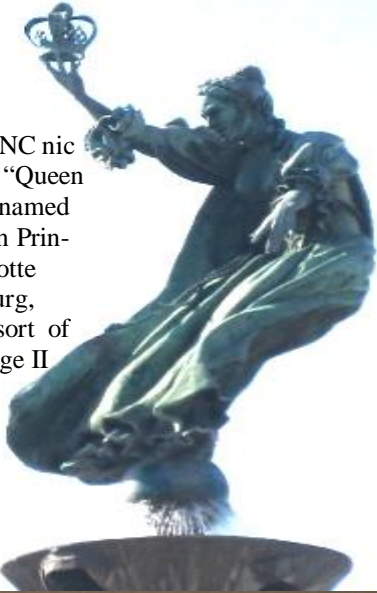 NC nic
“Queen
named
n Prin-
otte
urg,
sort of
ge II